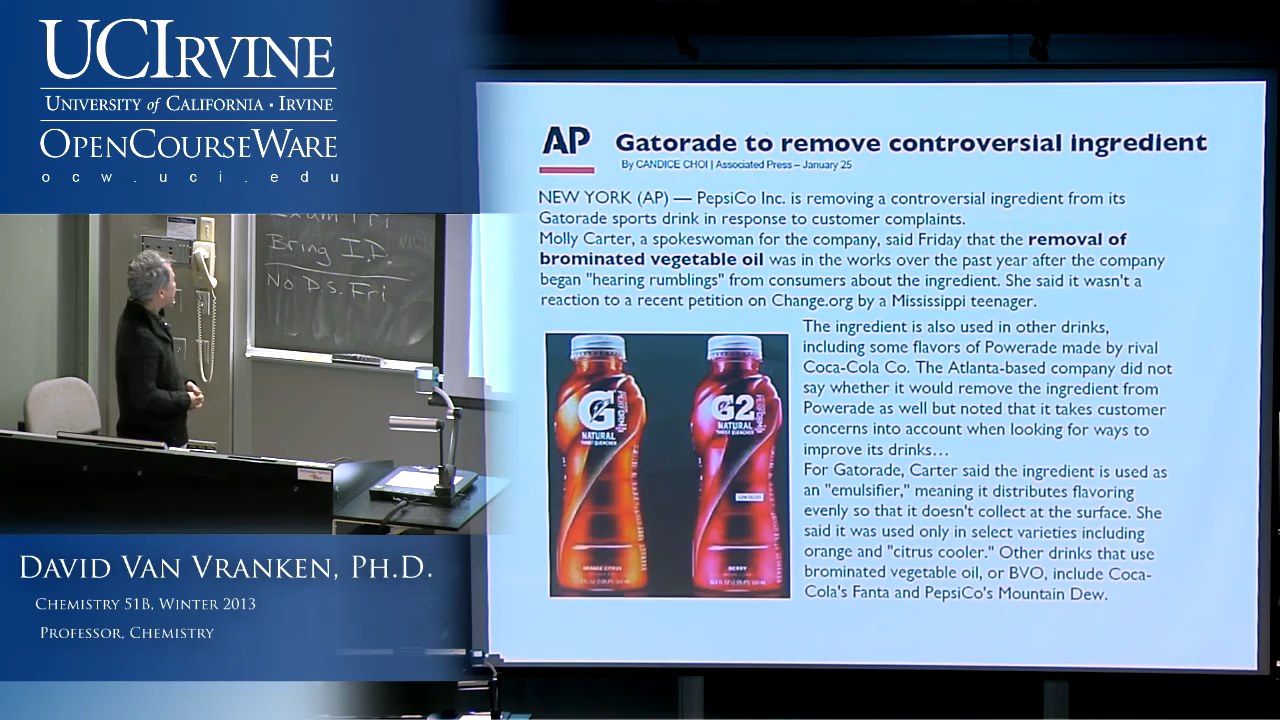 UCIRVINE
UNIVERSITY of CALIFORNIA · IRVINE
OPENCOURSEWARE
ocw.uci.edu
Exam Fri
Bring I.D.
No D.S. Fri
DAVID VAN VRANKEN, PH.D.
CHEMISTRY 51B, WINTER 2013
PROFESSOR, CHEMISTRY
AP
Gatorade to remove controversial ingredient
By CANDICE CHOI | Associated Press – January 25
NEW YORK (AP) — PepsiCo Inc. is removing a controversial ingredient from its
Gatorade sports drink in response to customer complaints.
Molly Carter, a spokeswoman for the company, said Friday that the removal of
brominated vegetable oil was in the works over the past year after the company
began "hearing rumblings" from consumers about the ingredient. She said it wasn't a
reaction to a recent petition on Change.org by a Mississippi teenager.
The ingredient is also used in other drinks,
including some flavors of Powerade made by rival
Coca-Cola Co. The Atlanta-based company did not
say whether it would remove the ingredient from
Powerade as well but noted that it takes customer
concerns into account when looking for ways to
improve its drinks…
For Gatorade, Carter said the ingredient is used as
an "emulsifier," meaning it distributes flavoring
evenly so that it doesn't collect at the surface. She
said it was used only in select varieties including
orange and "citrus cooler." Other drinks that use
brominated vegetable oil, or BVO, include Coca-
Cola's Fanta and PepsiCo's Mountain Dew.
G
NATURAL
THIRST QUENCHER
ORANGE CITRUS
G2
NATURAL
THIRST QUENCHER
BERRY